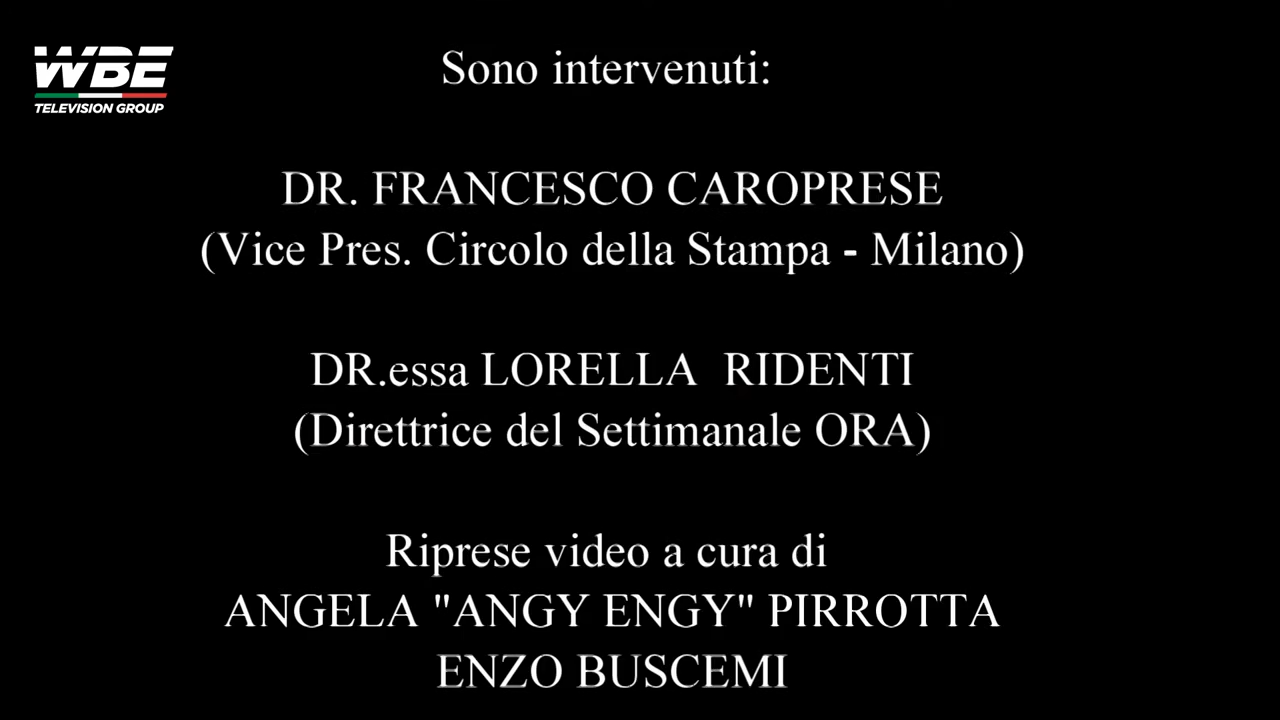 WBE
TELEVISION GROUP
Sono intervenuti:
DR. FRANCESCO CAROPRESE
(Vice Pres. Circolo della Stampa - Milano)
DR.essa LORELLA  RIDENTI
(Direttrice del Settimanale ORA)
Riprese video a cura di
ANGELA "ANGY ENGY" PIRROTTA
ENZO BUSCEMI